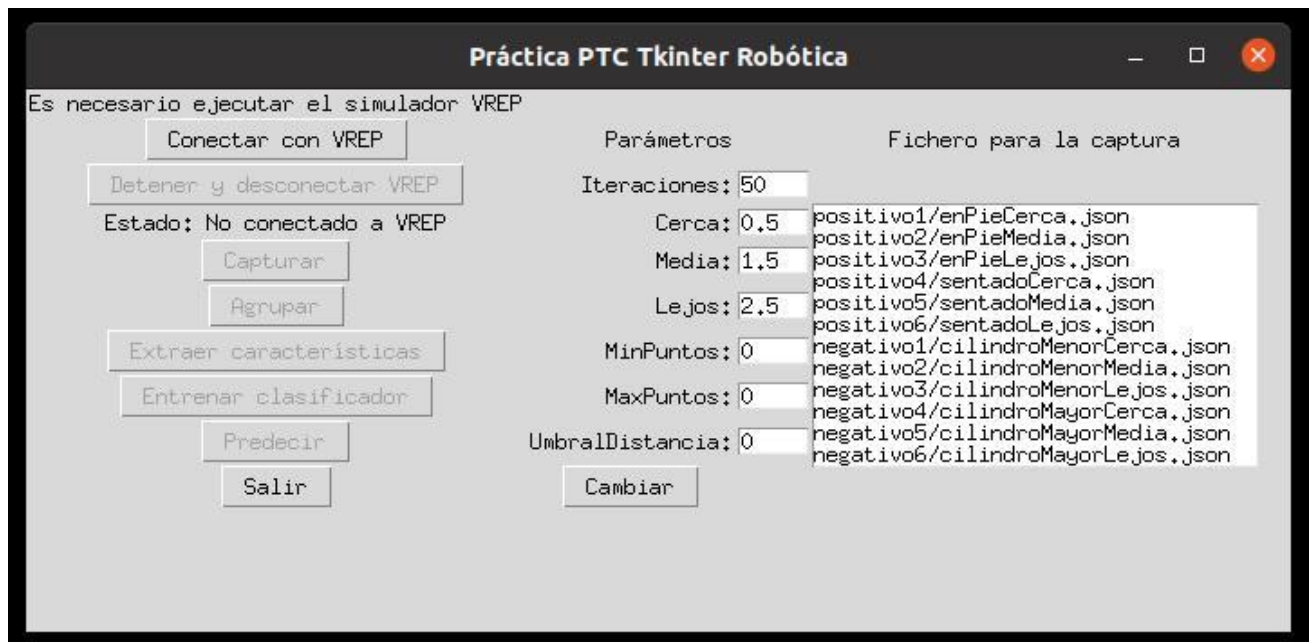 Práctica PTC Tkinter Robótica
Es necesario ejecutar el simulador VREP
Conectar con VREP
Parámetros
Fichero para la captura
Detener y desconectar VREP
Iteraciones: 50
Estado: No conectado a VREP
Cerca: 0.5
Capturar
Media: 1.5
Agrupar
Lejos: 2.5
Extraer características
MinPuntos: 0
Entrenar clasificador
MaxPuntos: 0
Predecir
UmbralDistancia: 0
Salir
Cambiar
positivo1/enPieCerca.json
positivo2/enPieMedia.json
positivo3/enPieLejos.json
positivo4/sentadoCerca.json
positivo5/sentadoMedia.json
positivo6/sentadoLejos.json
negativo1/cilindroMenorCerca.json
negativo2/cilindroMenorMedia.json
negativo3/cilindroMenorLejos.json
negativo4/cilindroMayorCerca.json
negativo5/cilindroMayorMedia.json
negativo6/cilindroMayorLejos.json